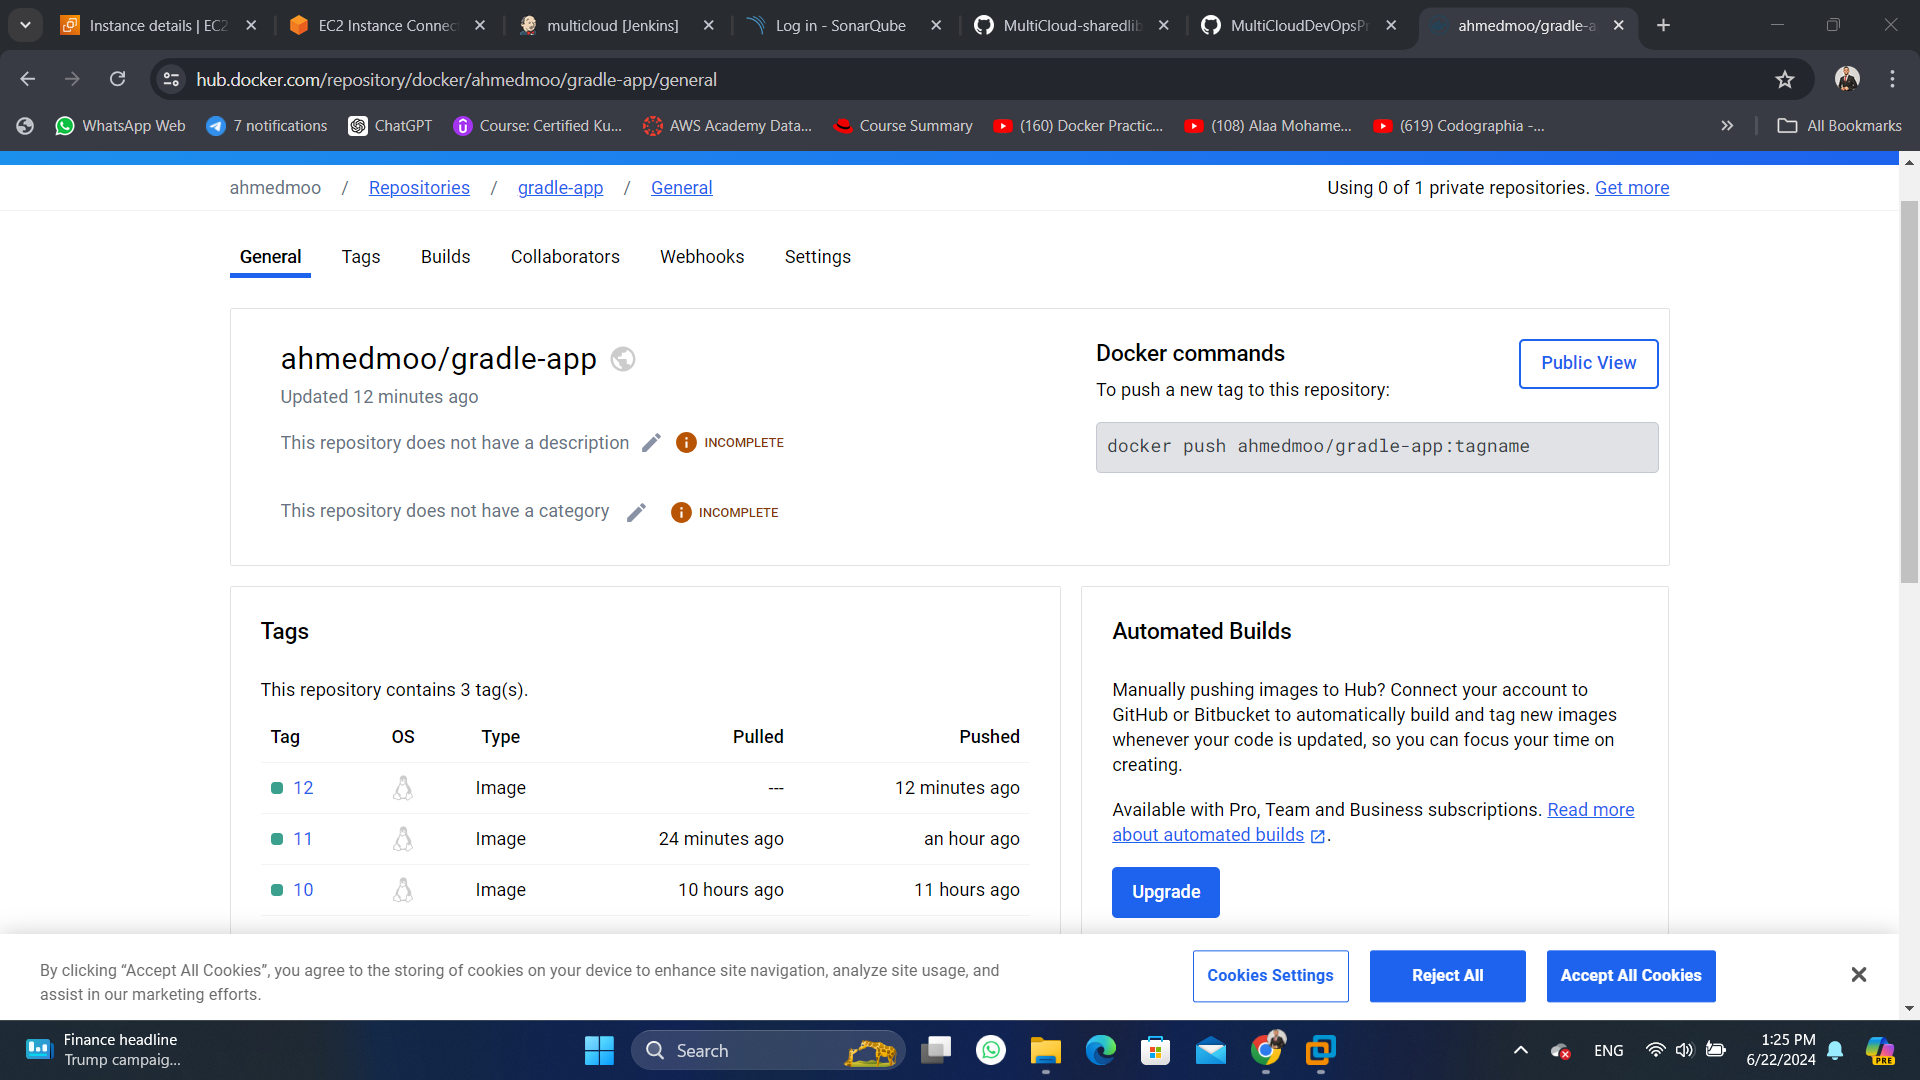 Instance details | EC2
EC2 Instance Connec
multicloud [Jenkins]
Log in - SonarQube
MultiCloud-sharedlib
MultiCloudDevOpsPr
ahmedmoo/gradle-a
hub.docker.com/repository/docker/ahmedmoo/gradle-app/general
WhatsApp Web
7 notifications
ChatGPT
Course: Certified Ku...
AWS Academy Data...
Course Summary
(160) Docker Practic...
(108) Alaa Mohame...
(619) Codographia -...
All Bookmarks
ahmedmoo / Repositories / gradle-app / General
Using 0 of 1 private repositories. Get more
General
Tags
Builds
Collaborators
Webhooks
Settings
ahmedmoo/gradle-app
Updated 12 minutes ago
This repository does not have a description
INCOMPLETE
This repository does not have a category
INCOMPLETE
Docker commands
Public View
To push a new tag to this repository:
docker push ahmedmoo/gradle-app:tagname
Tags
This repository contains 3 tag(s).
Tag OS Type Pulled Pushed
12 Image --- 12 minutes ago
11 Image 24 minutes ago an hour ago
10 Image 10 hours ago 11 hours ago
Automated Builds
Manually pushing images to Hub? Connect your account to
GitHub or Bitbucket to automatically build and tag new images
whenever your code is updated, so you can focus your time on
creating.
Available with Pro, Team and Business subscriptions. Read more
about automated builds.
Upgrade
By clicking “Accept All Cookies”, you agree to the storing of cookies on your device to enhance site navigation, analyze site usage, and
assist in our marketing efforts.
Cookies Settings
Reject All
Accept All Cookies
Finance headline
Trump campaig...
Search
ENG
1:25 PM
6/22/2024
PRE